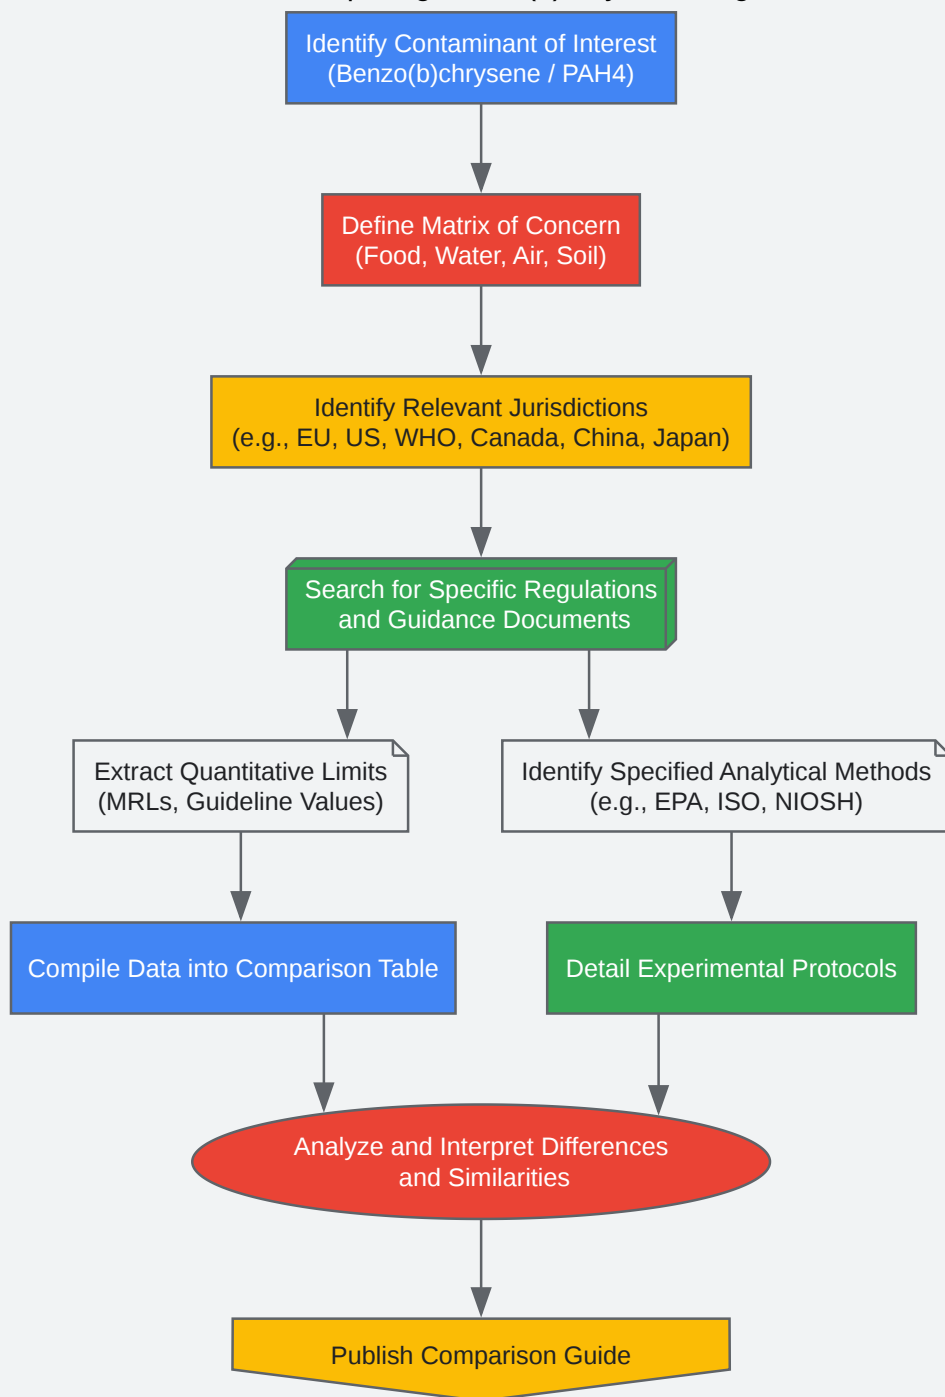 Identify Contaminant of Interest
(Benzo(b)chrysene / PAH4)
Define Matrix of Concern
(Food, Water, Air, Soil)
Identify Relevant Jurisdictions
(e.g., EU, US, WHO, Canada, China, Japan)
Search for Specific Regulations
and Guidance Documents
Extract Quantitative Limits
(MRLs, Guideline Values)
Identify Specified Analytical Methods
(e.g., EPA, ISO, NIOSH)
Compile Data into Comparison Table
Detail Experimental Protocols
Analyze and Interpret Differences
and Similarities
Publish Comparison Guide